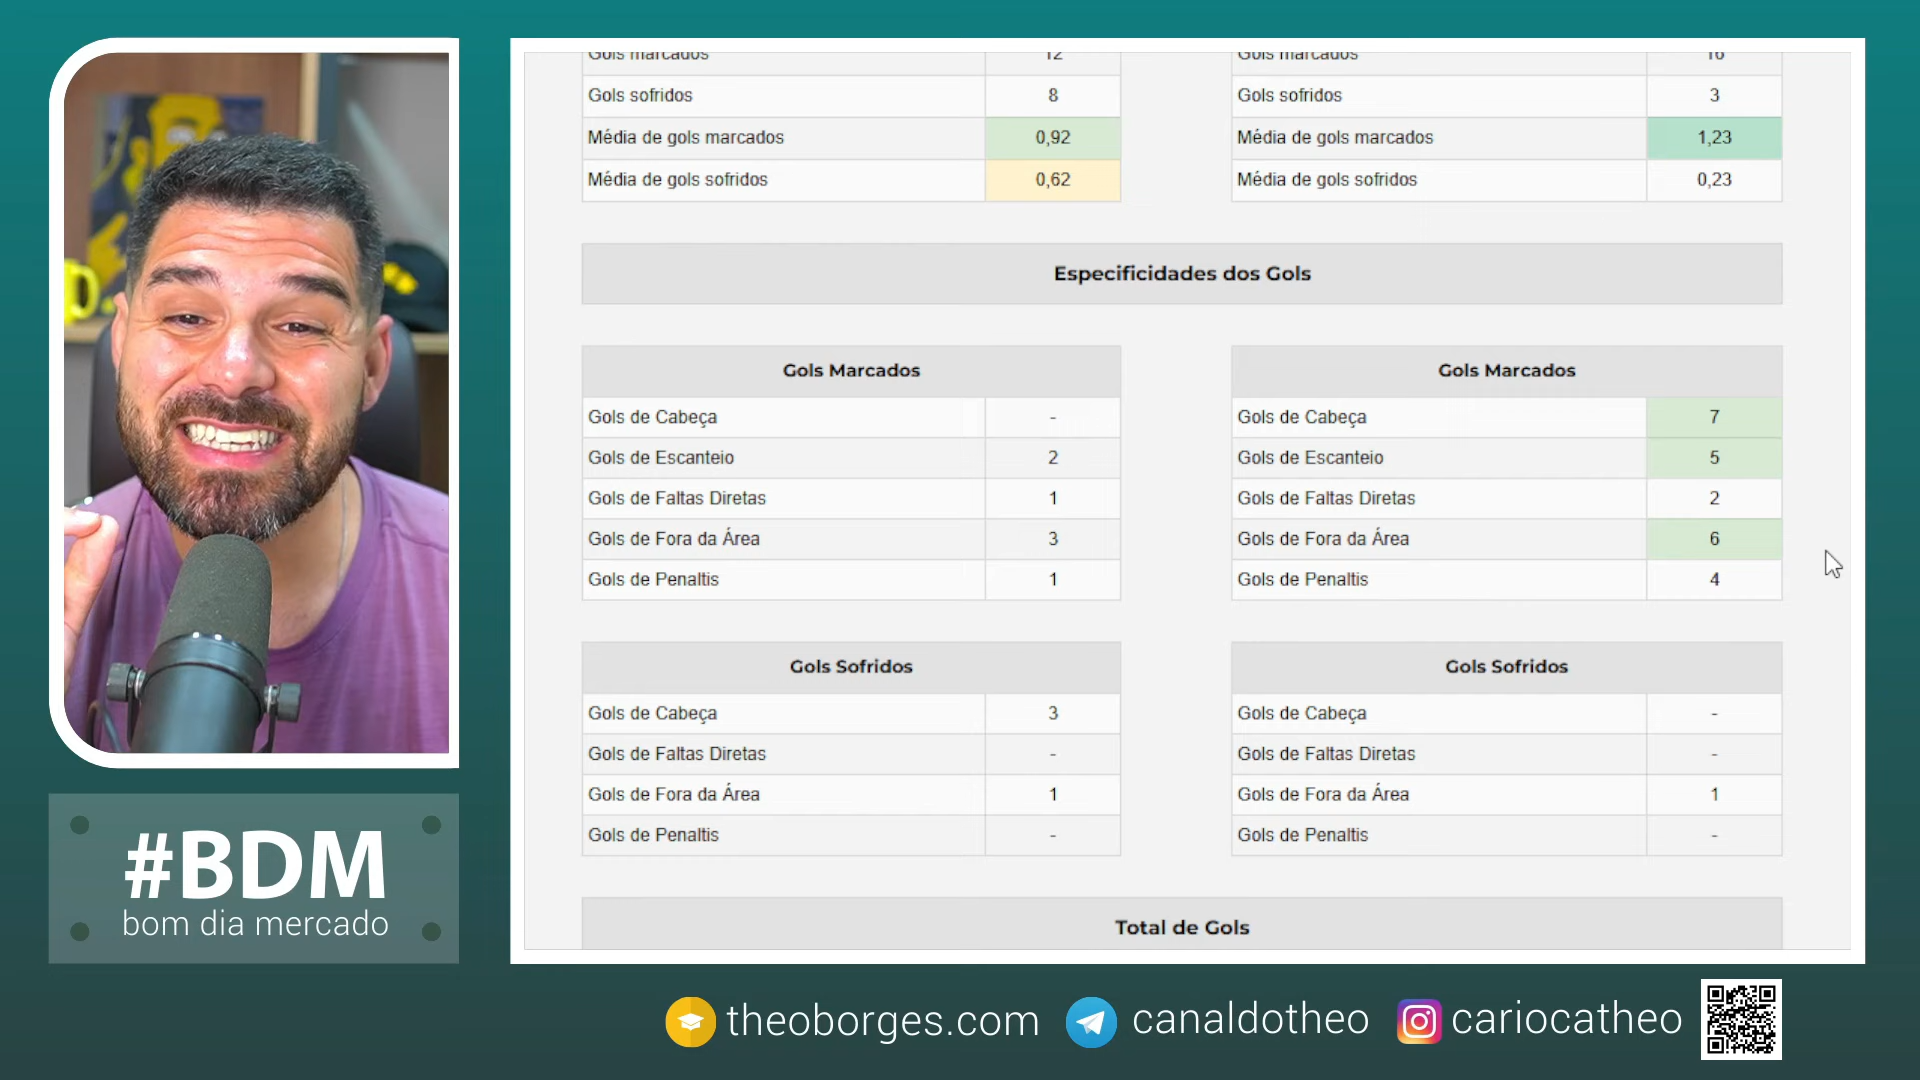 Gols marcados 12
Gols sofridos 8
Média de gols marcados 0,92
Média de gols sofridos 0,62
Gols marcados 16
Gols sofridos 3
Média de gols marcados 1,23
Média de gols sofridos 0,23
Especificidades dos Gols
Gols Marcados
Gols de Cabeça -
Gols de Escanteio 2
Gols de Faltas Diretas 1
Gols de Fora da Área 3
Gols de Penaltis 1
Gols Marcados
Gols de Cabeça 7
Gols de Escanteio 5
Gols de Faltas Diretas 2
Gols de Fora da Área 6
Gols de Penaltis 4
Gols Sofridos
Gols de Cabeça 3
Gols de Faltas Diretas -
Gols de Fora da Área 1
Gols de Penaltis -
Gols Sofridos
Gols de Cabeça -
Gols de Faltas Diretas -
Gols de Fora da Área 1
Gols de Penaltis -
Total de Gols
#BDM
bom dia mercado
theoborges.com
canaldotheo
cariocatheo